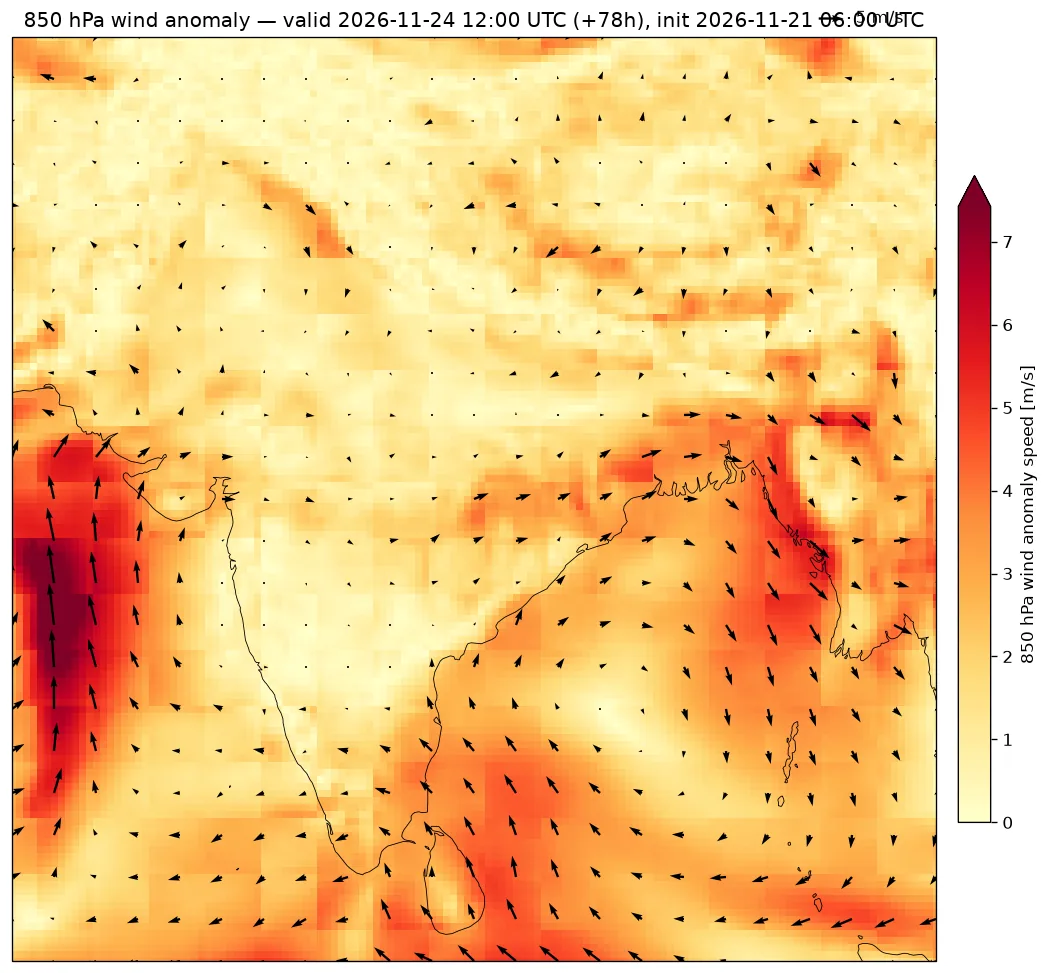 850 hPa wind anomaly — valid 2026-11-24 12:00 UTC (+78h), init 2026-11-21 06:00 UTC
5 m/s
7
6
5
4
3
2
1
0
850 hPa wind anomaly speed [m/s]